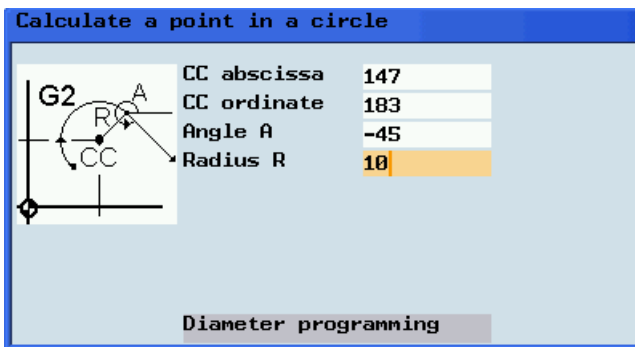 Calculate a point in a circle
CC abscissa 147
CC ordinate 183
Angle A -45
Radius R 10
G2
A
R
CC
Diameter programming